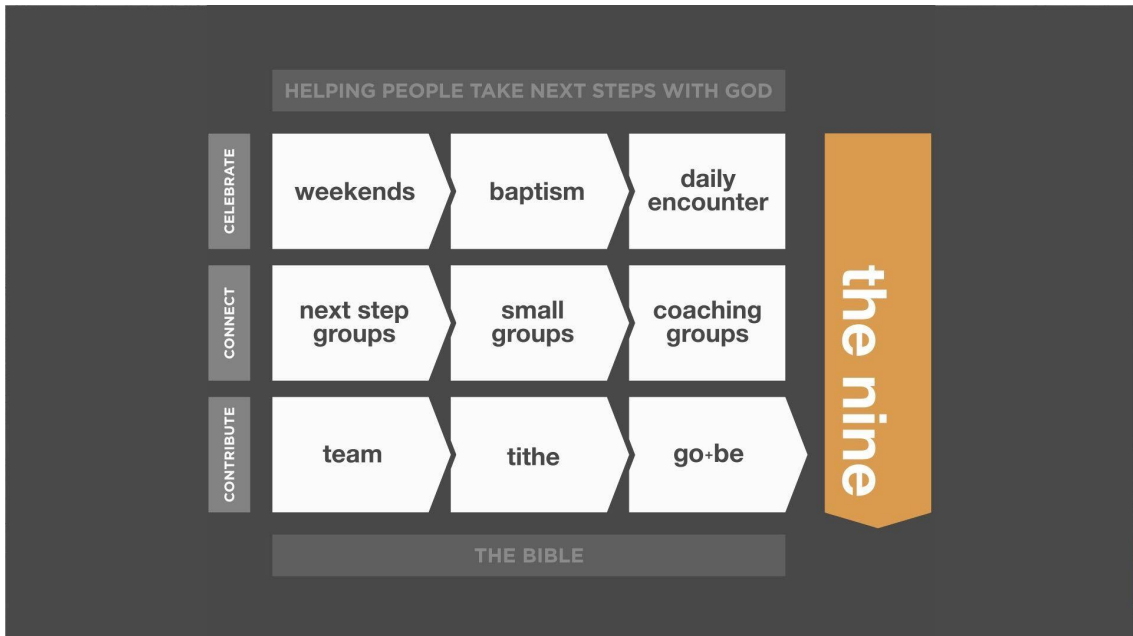 HELPING PEOPLE TAKE NEXT STEPS WITH GOD
CELEBRATE
weekends
baptism
daily
encounter
CONNECT
next step
groups
small
groups
coaching
groups
CONTRIBUTE
team
tithe
go+be
THE BIBLE
the nine